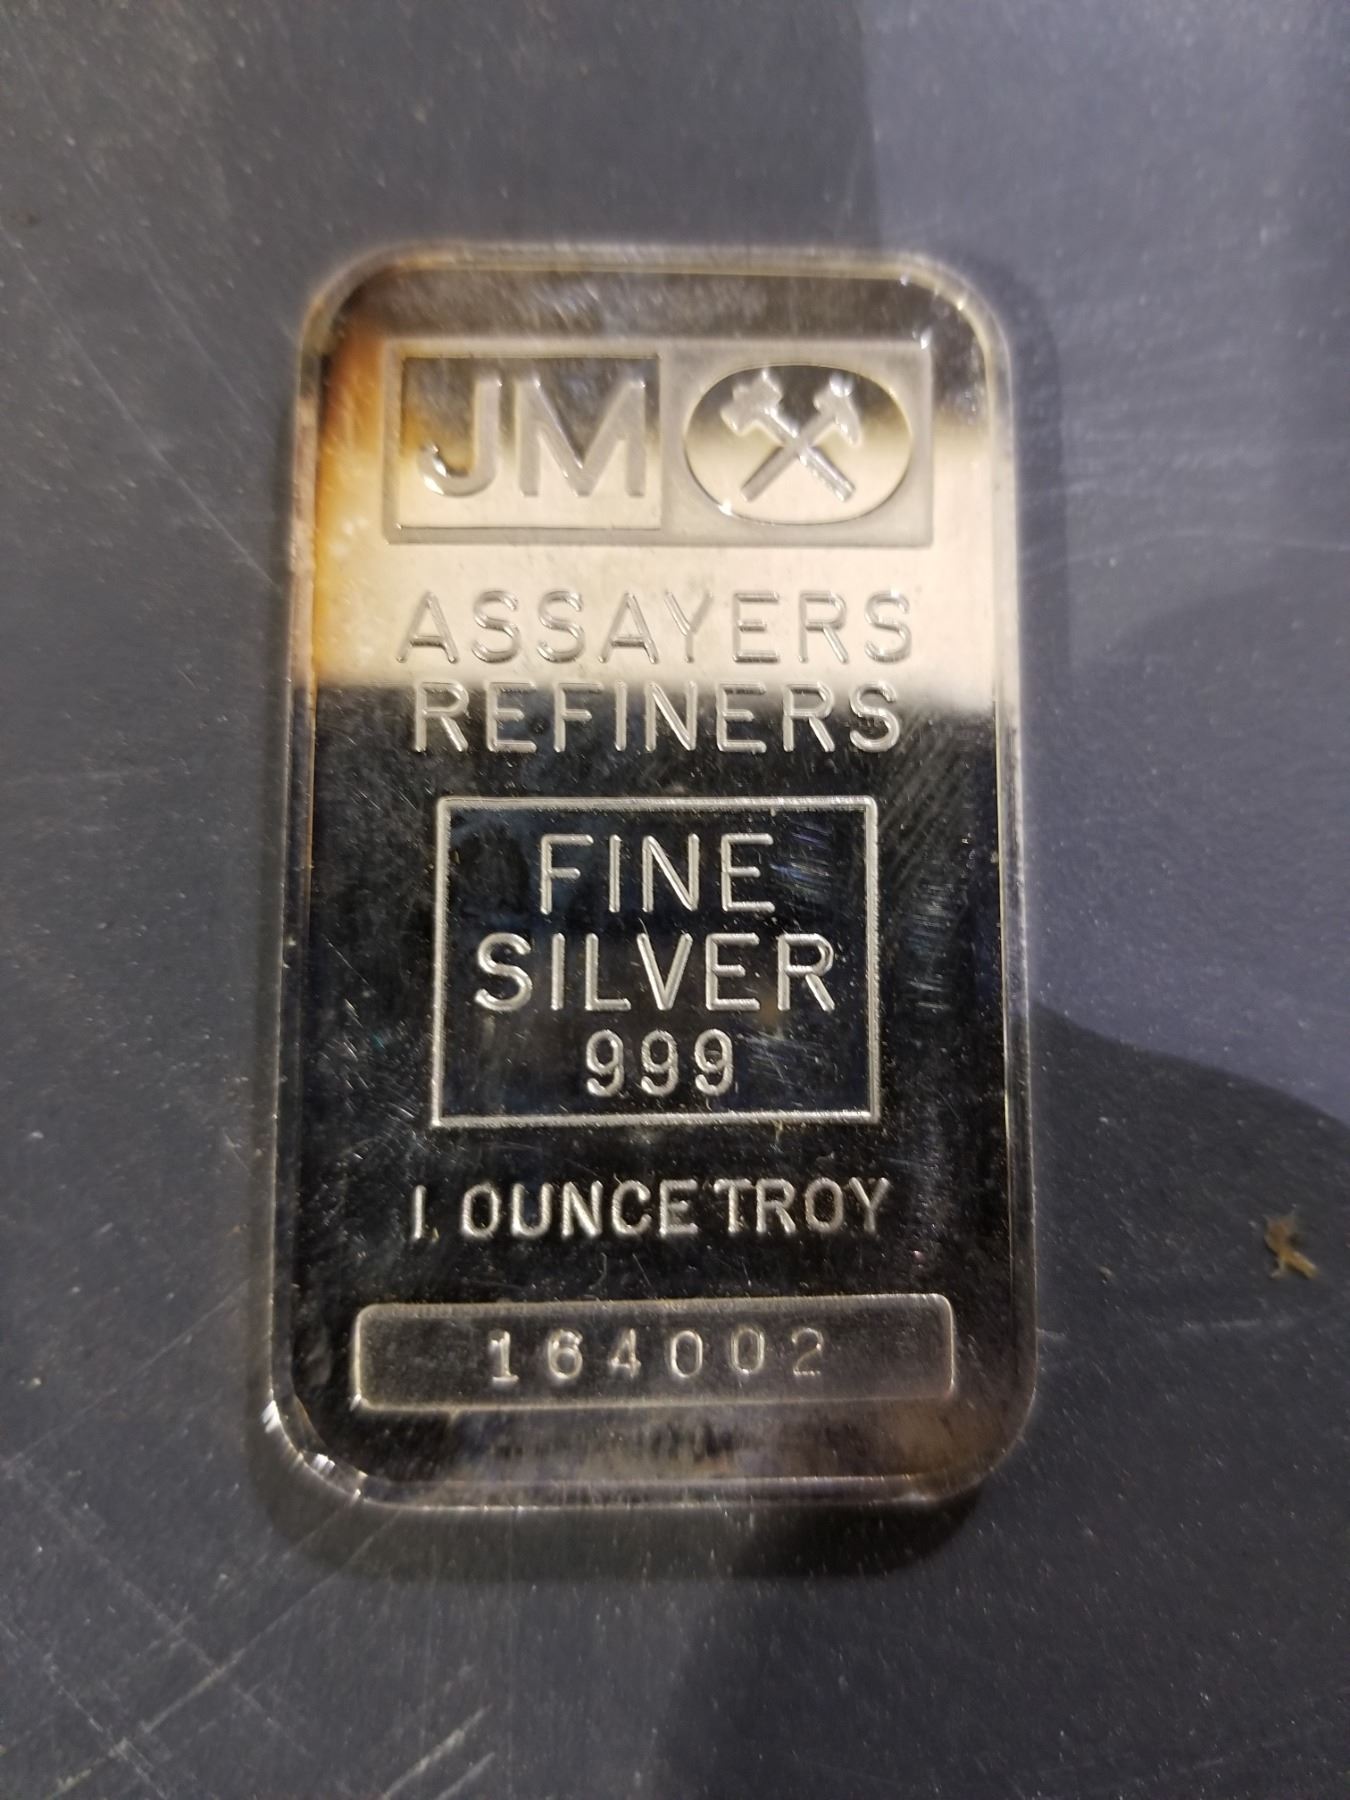 JM
ASSAYERS
REFINERS
FINE
SILVER
999
1 OUNCE TROY
164002